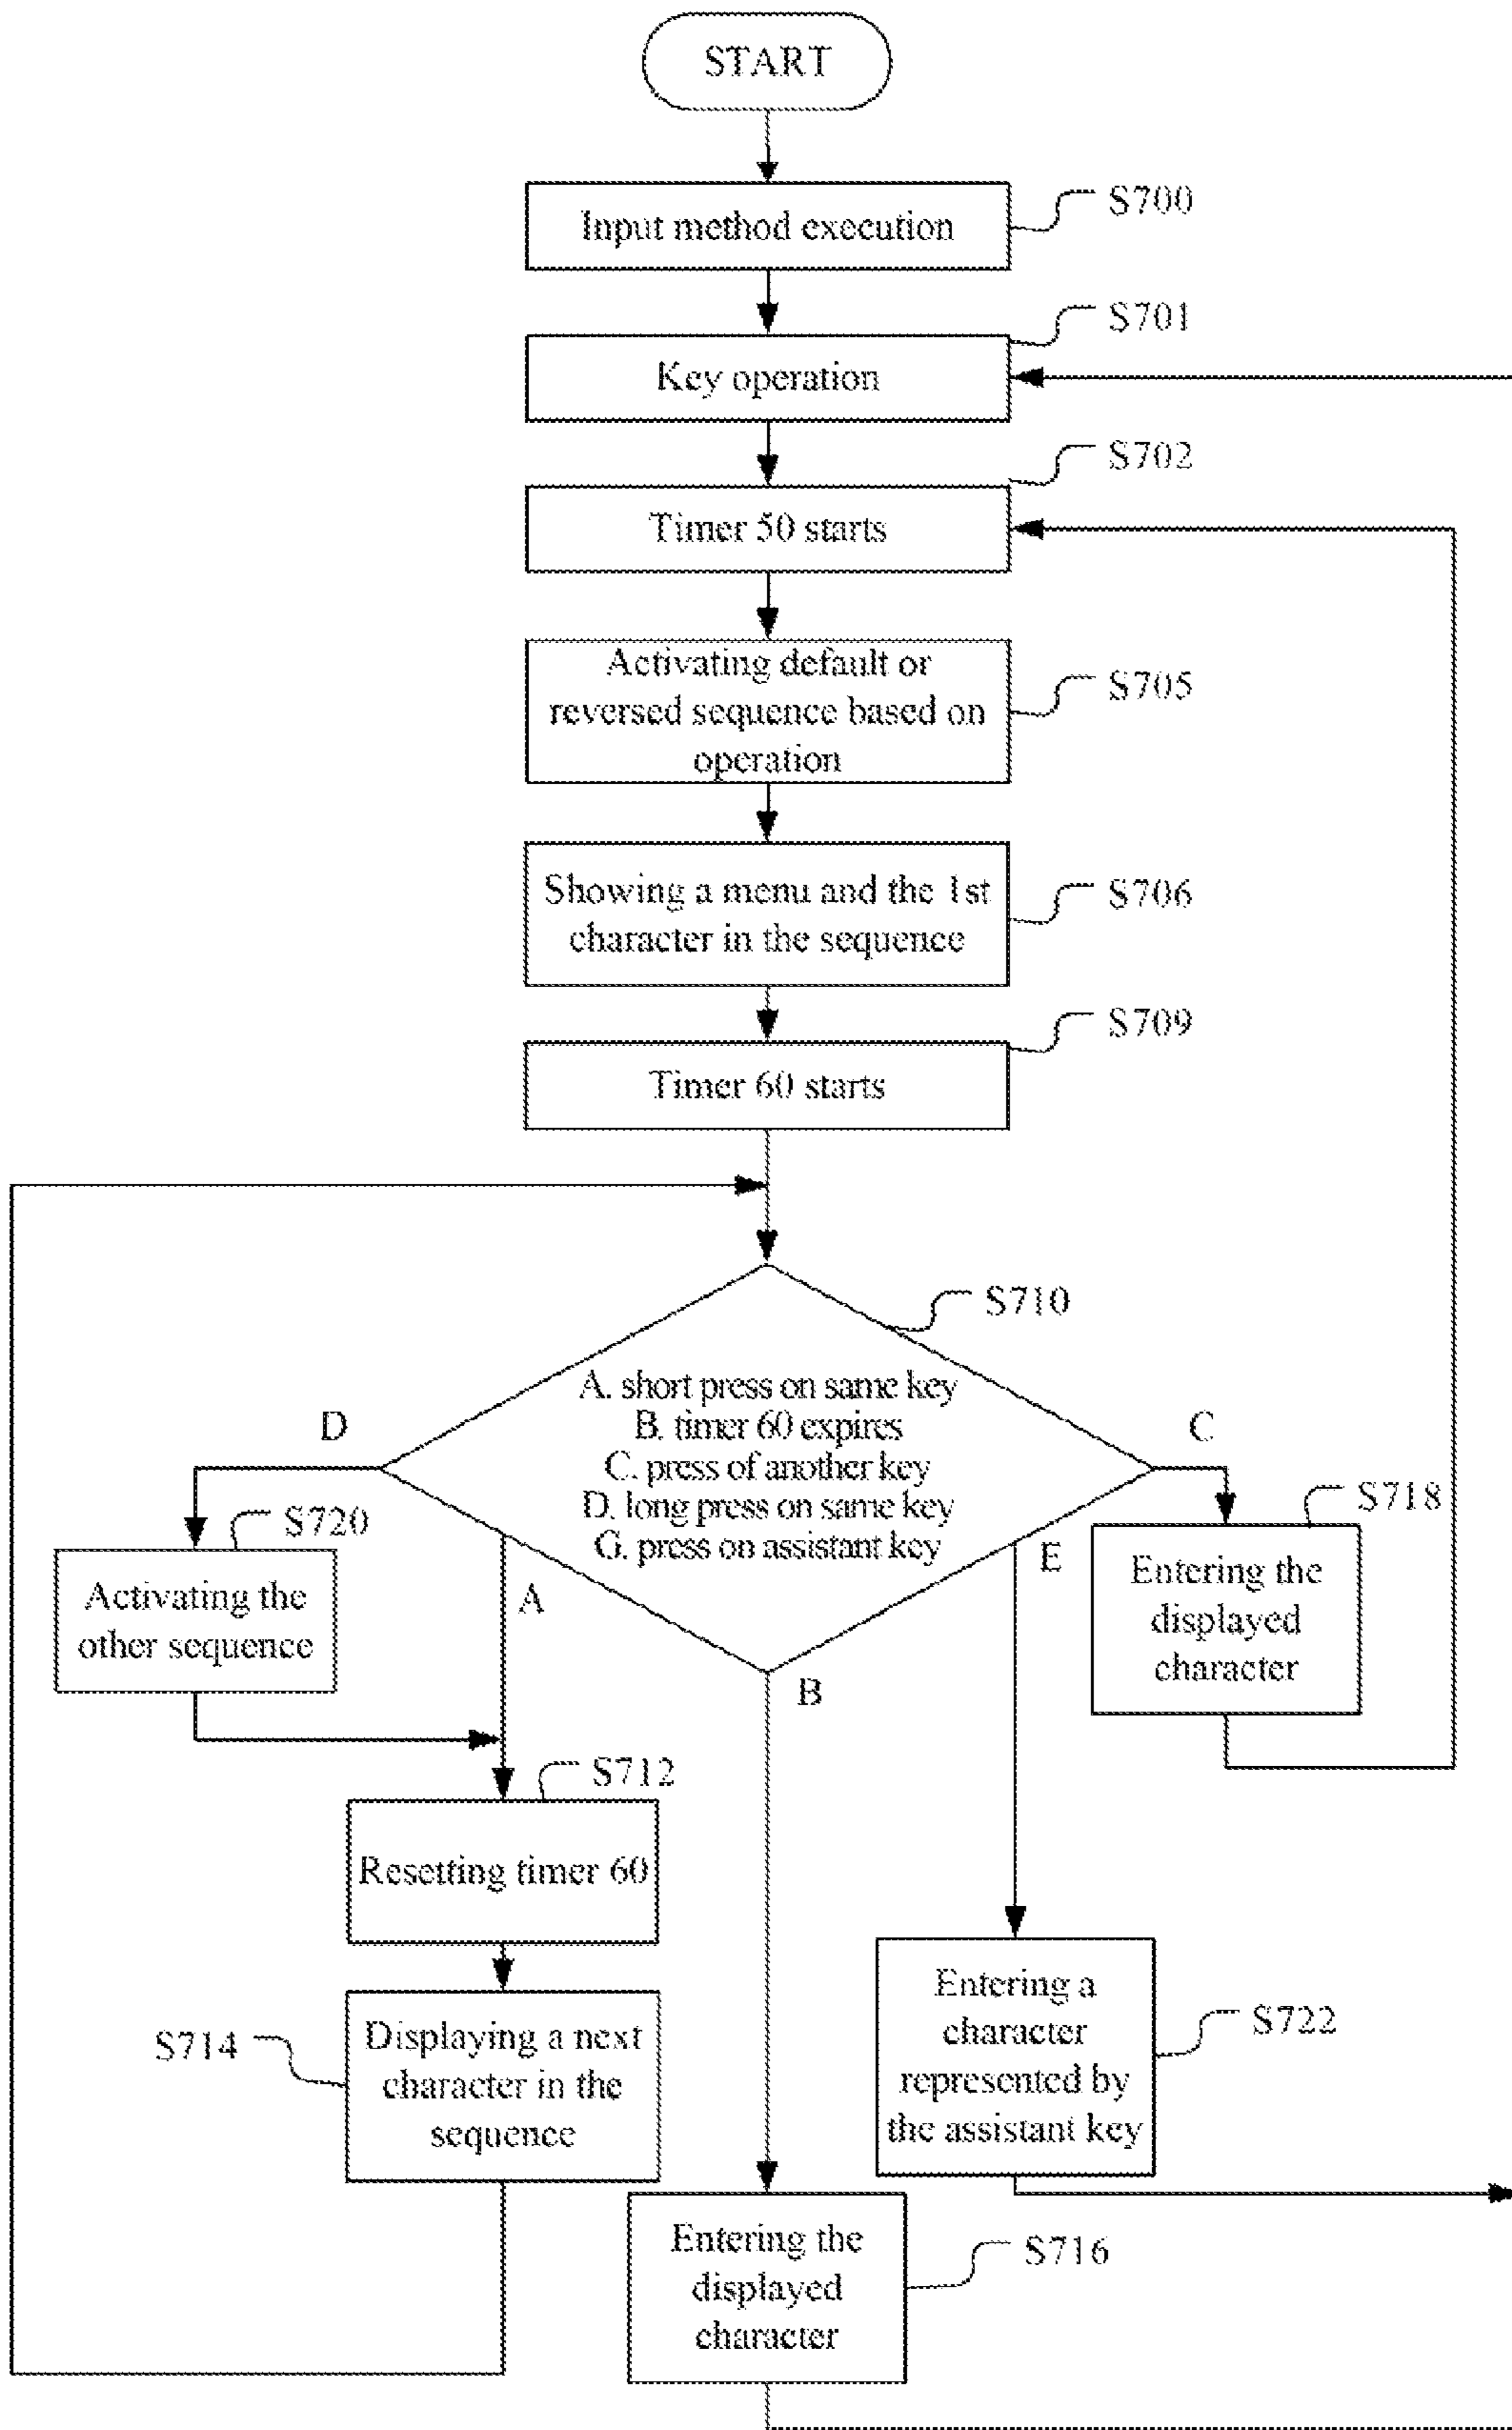 START
Input method execution
S700
Key operation
S701
Timer 50 starts
S702
Activating default or
reversed sequence based on
operation
S705
Showing a menu and the 1st
character in the sequence
S706
Timer 60 starts
S709
S710
A. short press on same key
B. timer 60 expires
C. press of another key
D. long press on same key
G. press on assistant key
D
C
A
B
E
S720
Activating the
other sequence
S718
Entering the
displayed
character
S712
Resetting timer 60
S714
Displaying a next
character in the
sequence
Entering a
character
represented by
the assistant key
S722
Entering the
displayed
character
S716